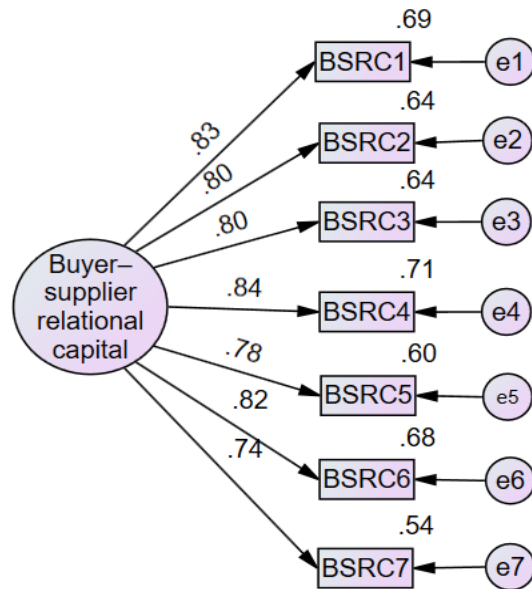 .69
BSRC1
e1
.83
.64
BSRC2
e2
.80
.64
BSRC3
e3
.80
.71
BSRC4
e4
.84
Buyer–
supplier
relational
capital
.60
BSRC5
e5
.78
.68
BSRC6
e6
.82
.54
BSRC7
e7
.74